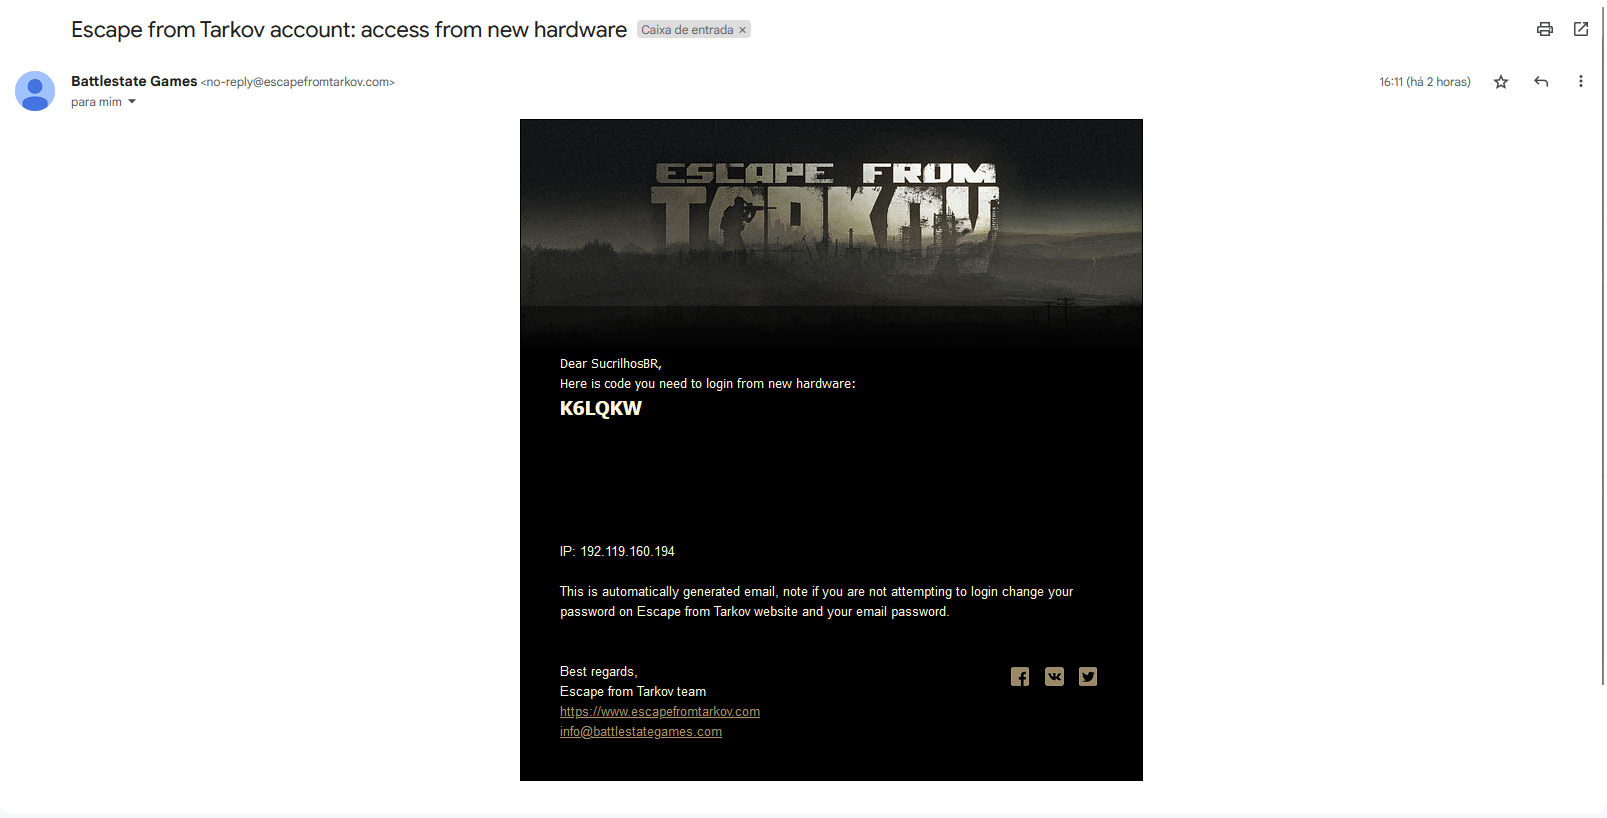 Escape from Tarkov account: access from new hardware Caixa de entrada ×
Battlestate Games <no-reply@escapefromtarkov.com>
16:11 (há 2 horas)
para mim
ESCAPE FROM
TARKOV
Dear SucrilhosBR,
Here is code you need to login from new hardware:
K6LQKW
IP: 192.119.160.194
This is automatically generated email, note if you are not attempting to login change your
password on Escape from Tarkov website and your email password.
Best regards,
Escape from Tarkov team
https://www.escapefromtarkov.com
info@battlestategames.com